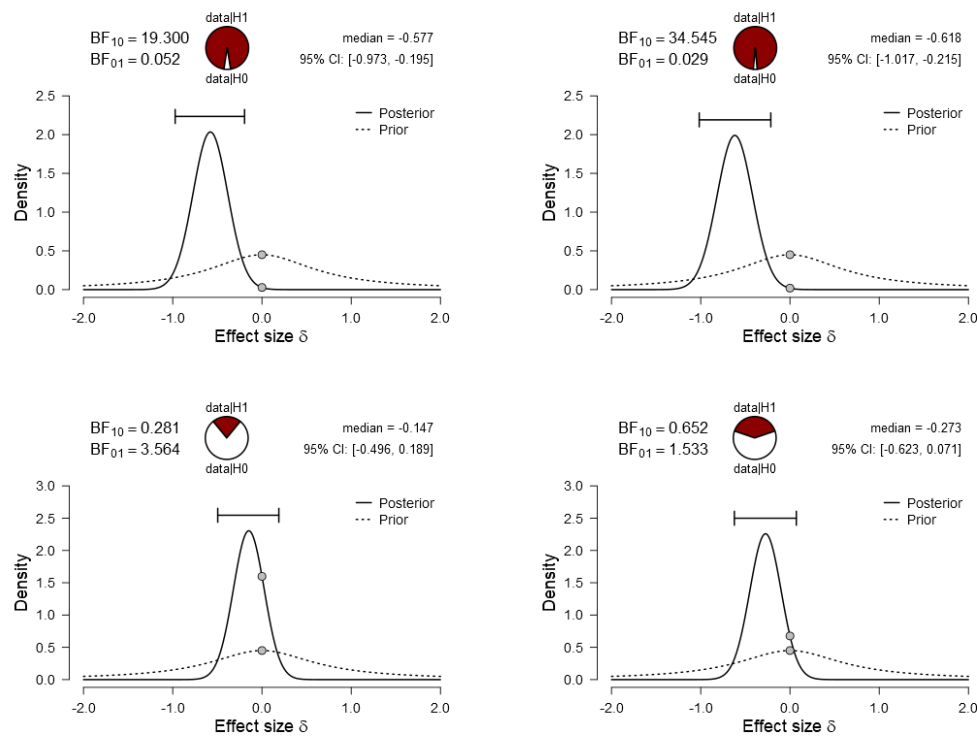 data|H1
BF10 = 19.300
BF01 = 0.052
data|H0
median = -0.577
95% CI: [-0.973, -0.195]
Posterior
Prior
Density
2.5
2.0
1.5
1.0
0.5
0.0
-2.0 -1.0 0.0 1.0 2.0
Effect size δ
data|H1
BF10 = 34.545
BF01 = 0.029
data|H0
median = -0.618
95% CI: [-1.017, -0.215]
Posterior
Prior
Density
2.5
2.0
1.5
1.0
0.5
0.0
-2.0 -1.0 0.0 1.0 2.0
Effect size δ
data|H1
BF10 = 0.281
BF01 = 3.564
data|H0
median = -0.147
95% CI: [-0.496, 0.189]
Posterior
Prior
Density
3.0
2.5
2.0
1.5
1.0
0.5
0.0
-2.0 -1.0 0.0 1.0 2.0
Effect size δ
data|H1
BF10 = 0.652
BF01 = 1.533
data|H0
median = -0.273
95% CI: [-0.623, 0.071]
Posterior
Prior
Density
3.0
2.5
2.0
1.5
1.0
0.5
0.0
-2.0 -1.0 0.0 1.0 2.0
Effect size δ